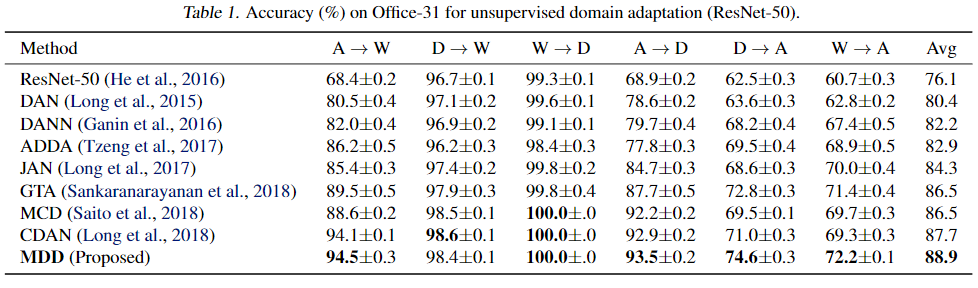 Table 1. Accuracy (%) on Office-31 for unsupervised domain adaptation (ResNet-50).
Method A → W D → W W → D A → D D → A W → A Avg
ResNet-50 (He et al., 2016) 68.4±0.2 96.7±0.1 99.3±0.1 68.9±0.2 62.5±0.3 60.7±0.3 76.1
DAN (Long et al., 2015) 80.5±0.4 97.1±0.2 99.6±0.1 78.6±0.2 63.6±0.3 62.8±0.2 80.4
DANN (Ganin et al., 2016) 82.0±0.4 96.9±0.2 99.1±0.1 79.7±0.4 68.2±0.4 67.4±0.5 82.2
ADDA (Tzeng et al., 2017) 86.2±0.5 96.2±0.3 98.4±0.3 77.8±0.3 69.5±0.4 68.9±0.5 82.9
JAN (Long et al., 2017) 85.4±0.3 97.4±0.2 99.8±0.2 84.7±0.3 68.6±0.3 70.0±0.4 84.3
GTA (Sankaranarayanan et al., 2018) 89.5±0.5 97.9±0.3 99.8±0.4 87.7±0.5 72.8±0.3 71.4±0.4 86.5
MCD (Saito et al., 2018) 88.6±0.2 98.5±0.1 100.0±.0 92.2±0.2 69.5±0.1 69.7±0.3 86.5
CDAN (Long et al., 2018) 94.1±0.1 98.6±0.1 100.0±.0 92.9±0.2 71.0±0.3 69.3±0.3 87.7
MDD (Proposed) 94.5±0.3 98.4±0.1 100.0±.0 93.5±0.2 74.6±0.3 72.2±0.1 88.9